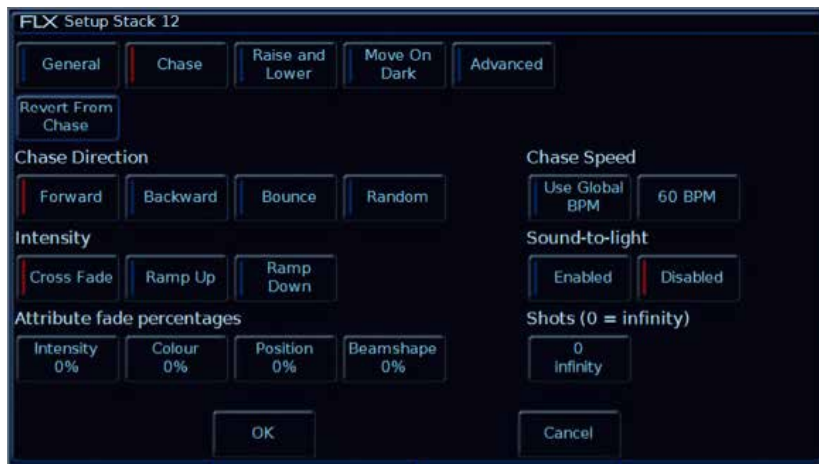 FLX Setup Stack 12
General Chase Raise and Lower Move On Dark Advanced
Revert From Chase
Chase Direction Chase Speed
Forward Backward Bounce Random Use Global BPM 60 BPM
Intensity Sound-to-light
Cross Fade Ramp Up Ramp Down Enabled Disabled
Attribute fade percentages Shots (0 = infinity)
Intensity 0% Colour 0% Position 0% Beamshape 0% 0 infinity
OK Cancel